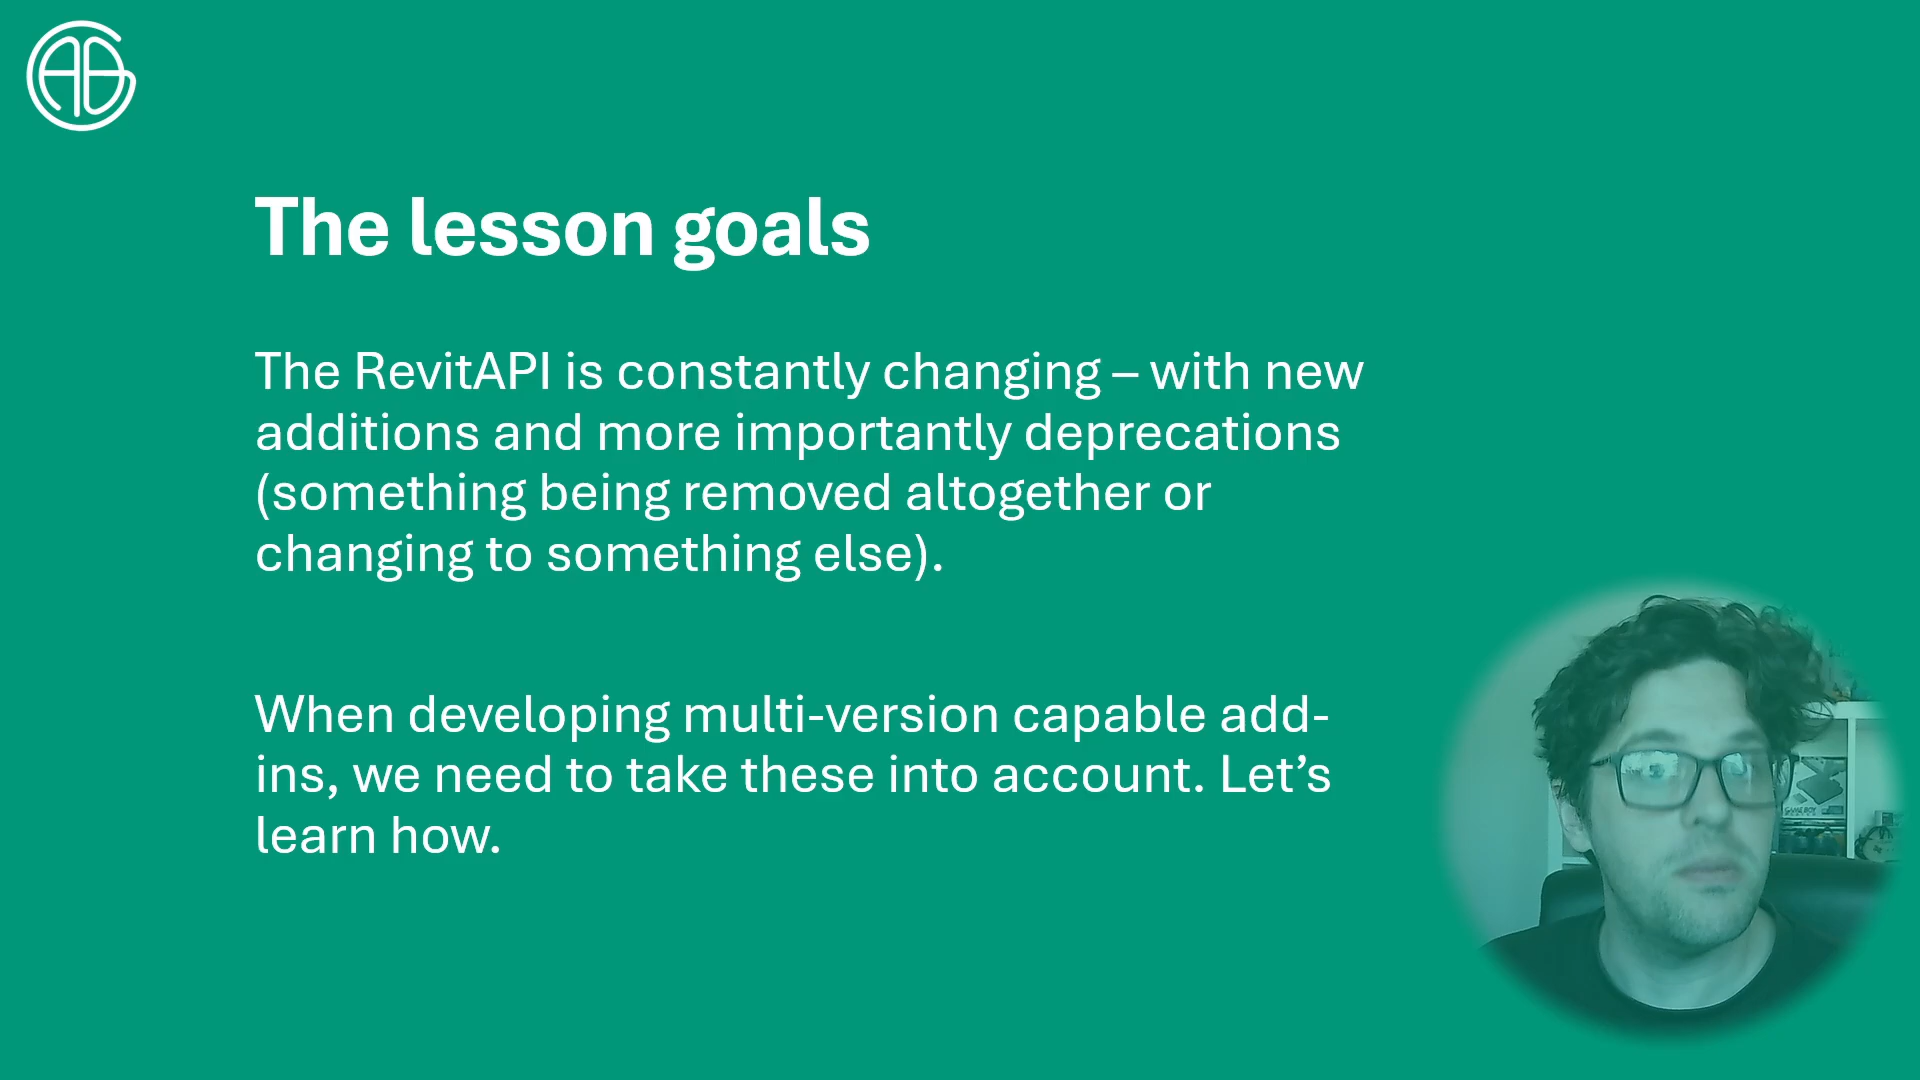 The lesson goals
The RevitAPI is constantly changing – with new
additions and more importantly deprecations
(something being removed altogether or
changing to something else).
When developing multi-version capable add-
ins, we need to take these into account. Let’s
learn how.
GAME BOY